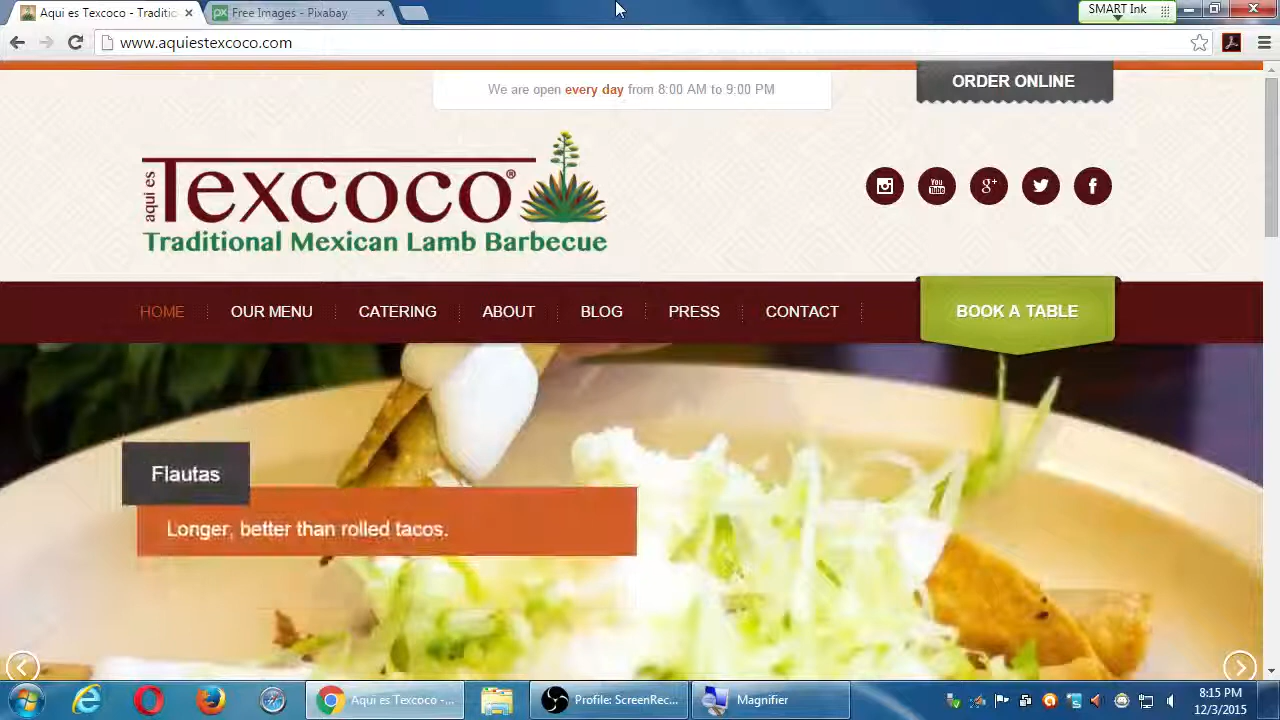 Aqui es Texcoco - Traditic
Free Images - Pixabay
SMART Ink
www.aquiestexcoco.com
We are open every day from 8:00 AM to 9:00 PM
ORDER ONLINE
aqui es Texcoco®
Traditional Mexican Lamb Barbecue
You Tube
g+
f
HOME
OUR MENU
CATERING
ABOUT
BLOG
PRESS
CONTACT
BOOK A TABLE
Flautas
Longer, better than rolled tacos.
Aqui es Texcoco -...
Profile: ScreenRec...
Magnifier
8:15 PM
12/3/2015